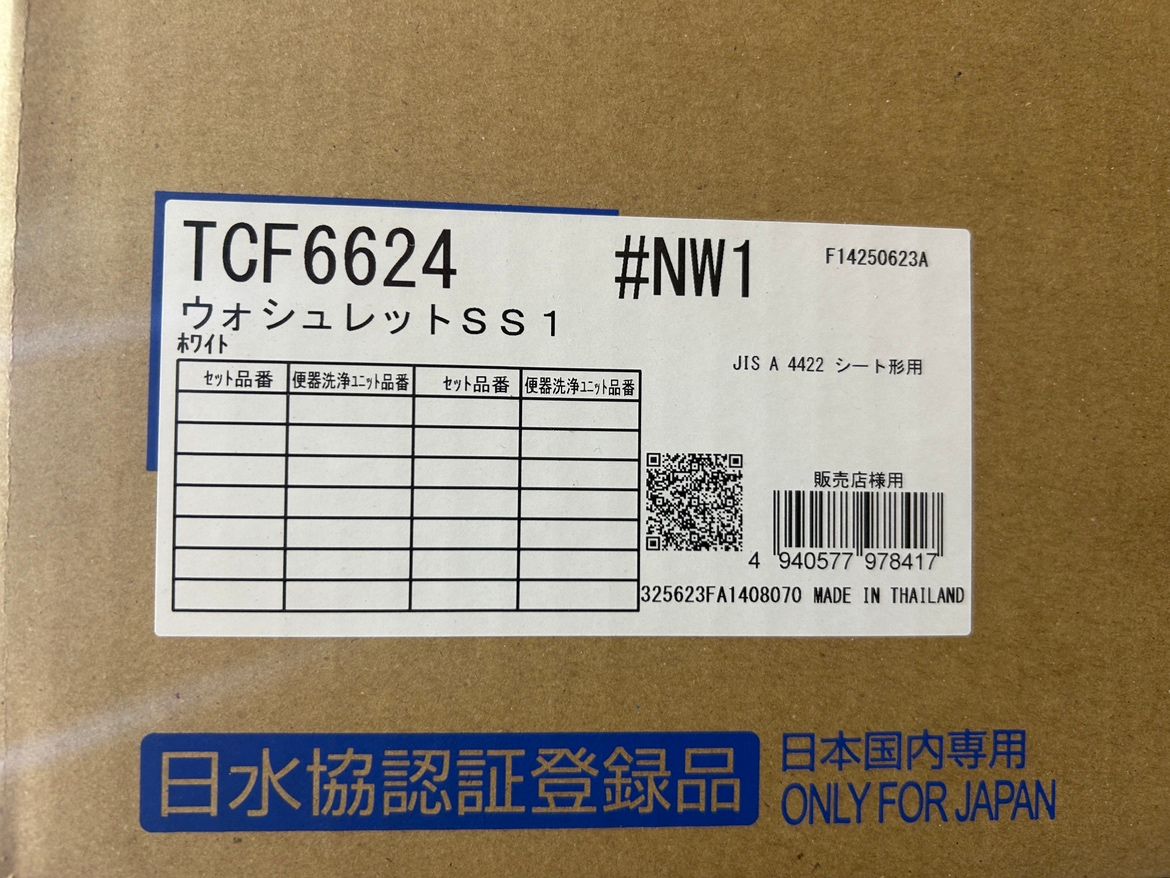 TCF6624 #NW1 F14250623A
ウォシュレットSS1
ホワイト
JIS A 4422 シート形用
セット品番 便器洗浄ユニット品番 セット品番 便器洗浄ユニット品番
販売店様用
4 940577 978417
325623FA1408070 MADE IN THAILAND
日水協認証登録品
日本国内専用
ONLY FOR JAPAN